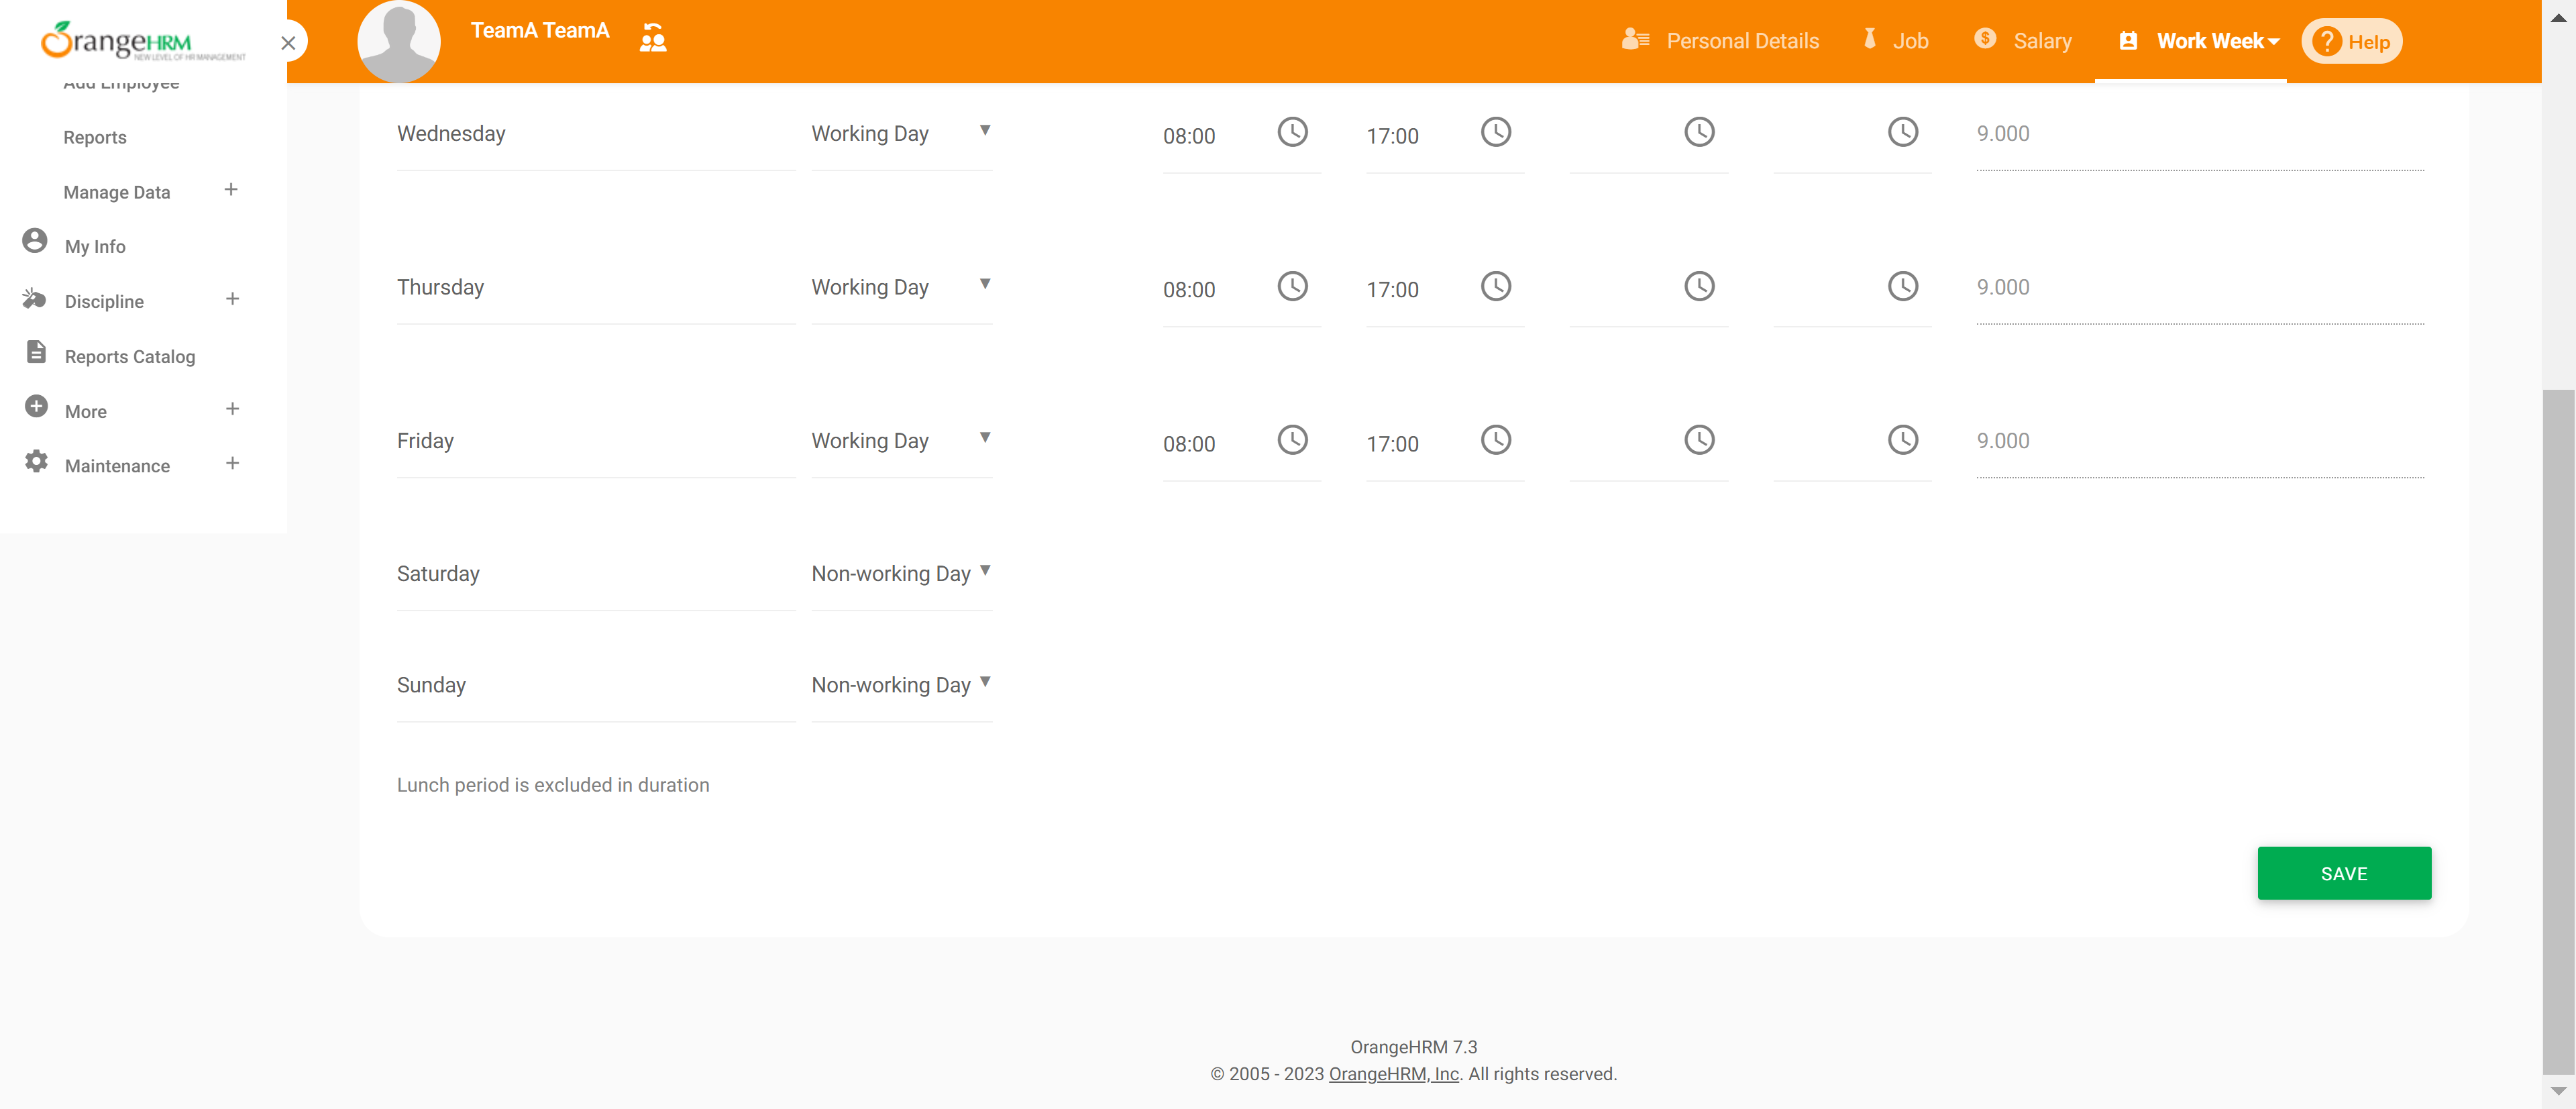 OrangeHRM
NEW LEVEL OF HR MANAGEMENT
TeamA TeamA
Personal Details
Job
Salary
Work Week
? Help
Add Employee
Reports
Manage Data +
My Info
Discipline +
Reports Catalog
More +
Maintenance +
Wednesday Working Day 08:00 17:00 9.000
Thursday Working Day 08:00 17:00 9.000
Friday Working Day 08:00 17:00 9.000
Saturday Non-working Day
Sunday Non-working Day
Lunch period is excluded in duration
SAVE
OrangeHRM 7.3
© 2005 - 2023 OrangeHRM, Inc. All rights reserved.